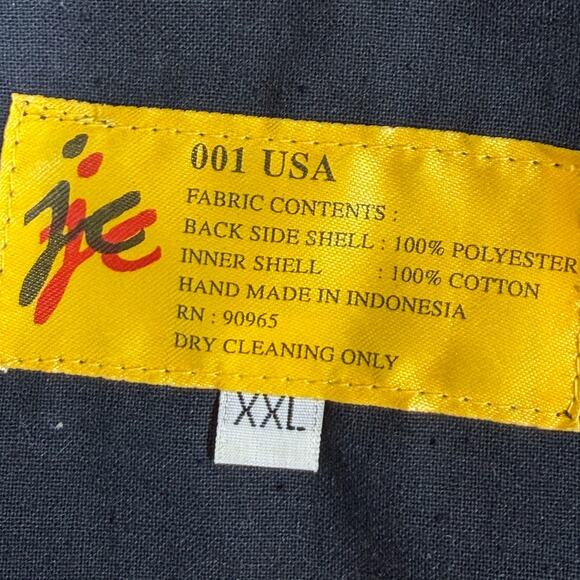 jc
001 USA
FABRIC CONTENTS :
BACK SIDE SHELL : 100% POLYESTER
INNER SHELL : 100% COTTON
HAND MADE IN INDONESIA
RN : 90965
DRY CLEANING ONLY
XXL